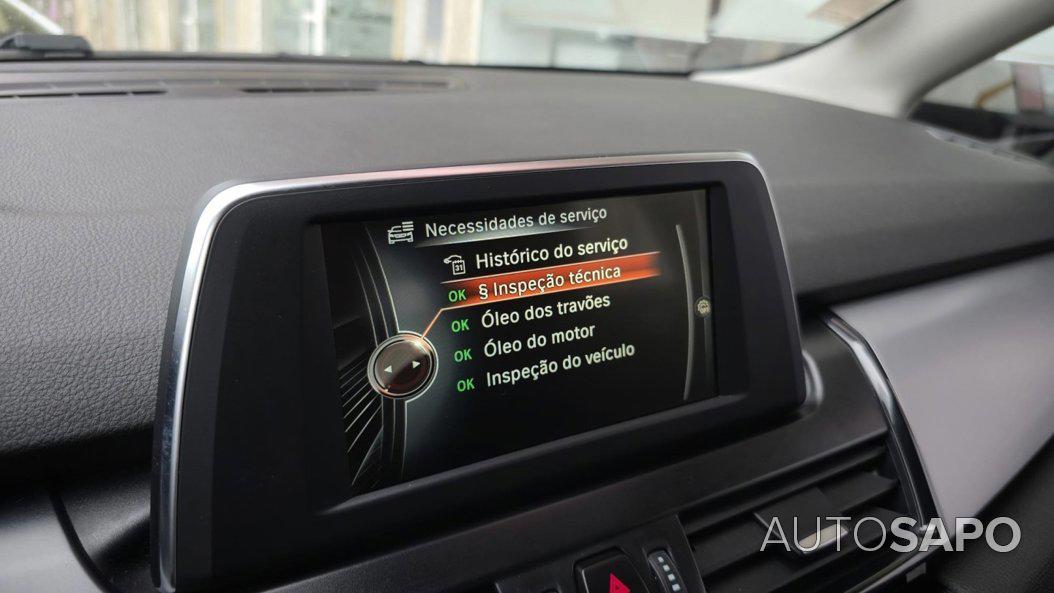 Necessidades de serviço
31 Histórico do serviço
OK § Inspeção técnica
OK Óleo dos travões
OK Óleo do motor
OK Inspeção do veículo
AUTOSAPO